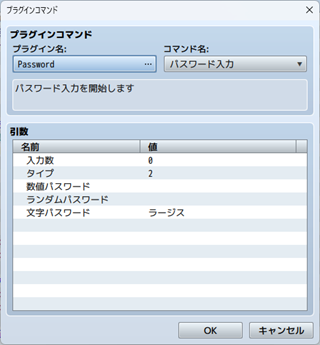 プラグインコマンド
プラグインコマンド
プラグイン名: コマンド名:
Password ... パスワード入力
パスワード入力を開始します
引数
名前 値
入力数 0
タイプ 2
数値パスワード
ランダムパスワード
文字パスワード ラージス
OK キャンセル